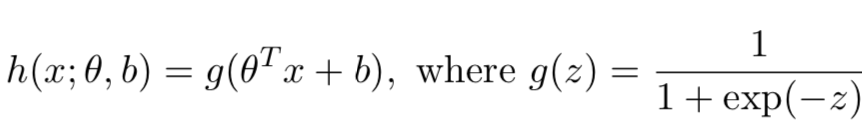 h(x; θ, b) = g(θ^T x + b), where g(z) = 1 / (1 + exp(−z))